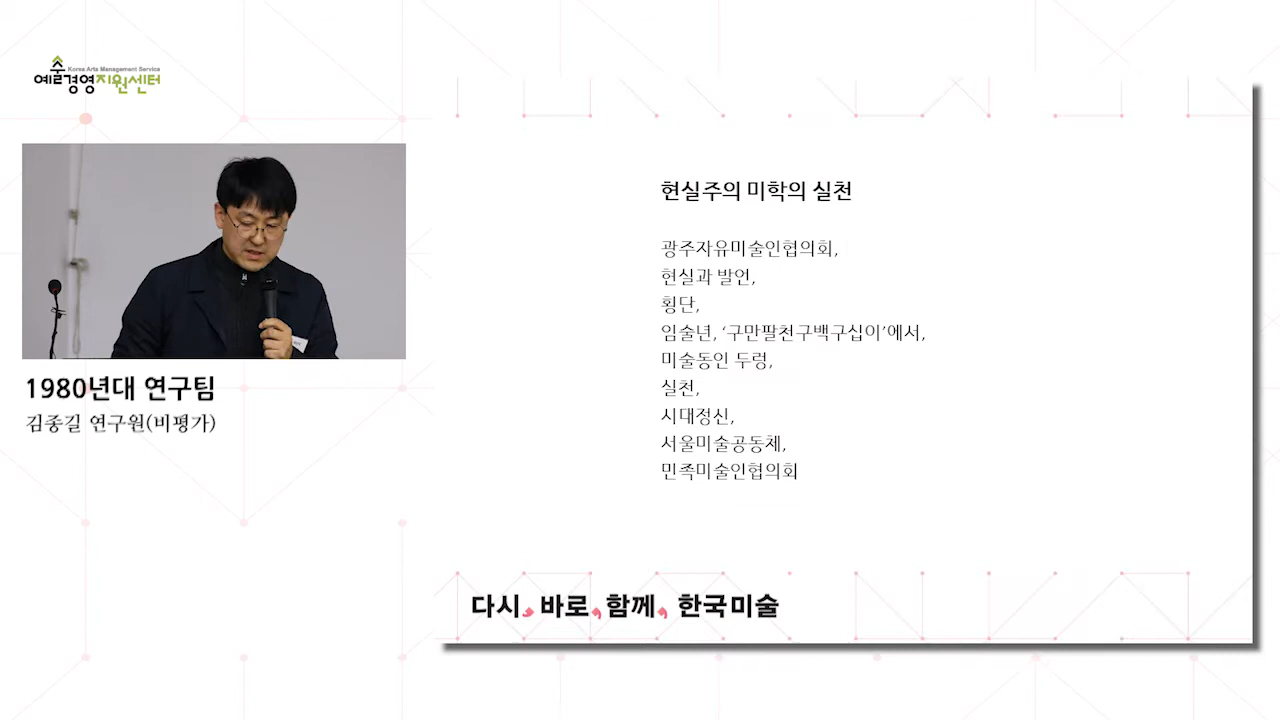 Korea Arts Management Service
예술경영지원센터
1980년대 연구팀
김종길 연구원(비평가)
현실주의 미학의 실천
광주자유미술인협의회,
현실과 발언,
횡단,
임술년, ‘구만팔천구백구십이’에서,
미술동인 두렁,
실천,
시대정신,
서울미술공동체,
민족미술인협의회
다시, 바로, 함께, 한국미술